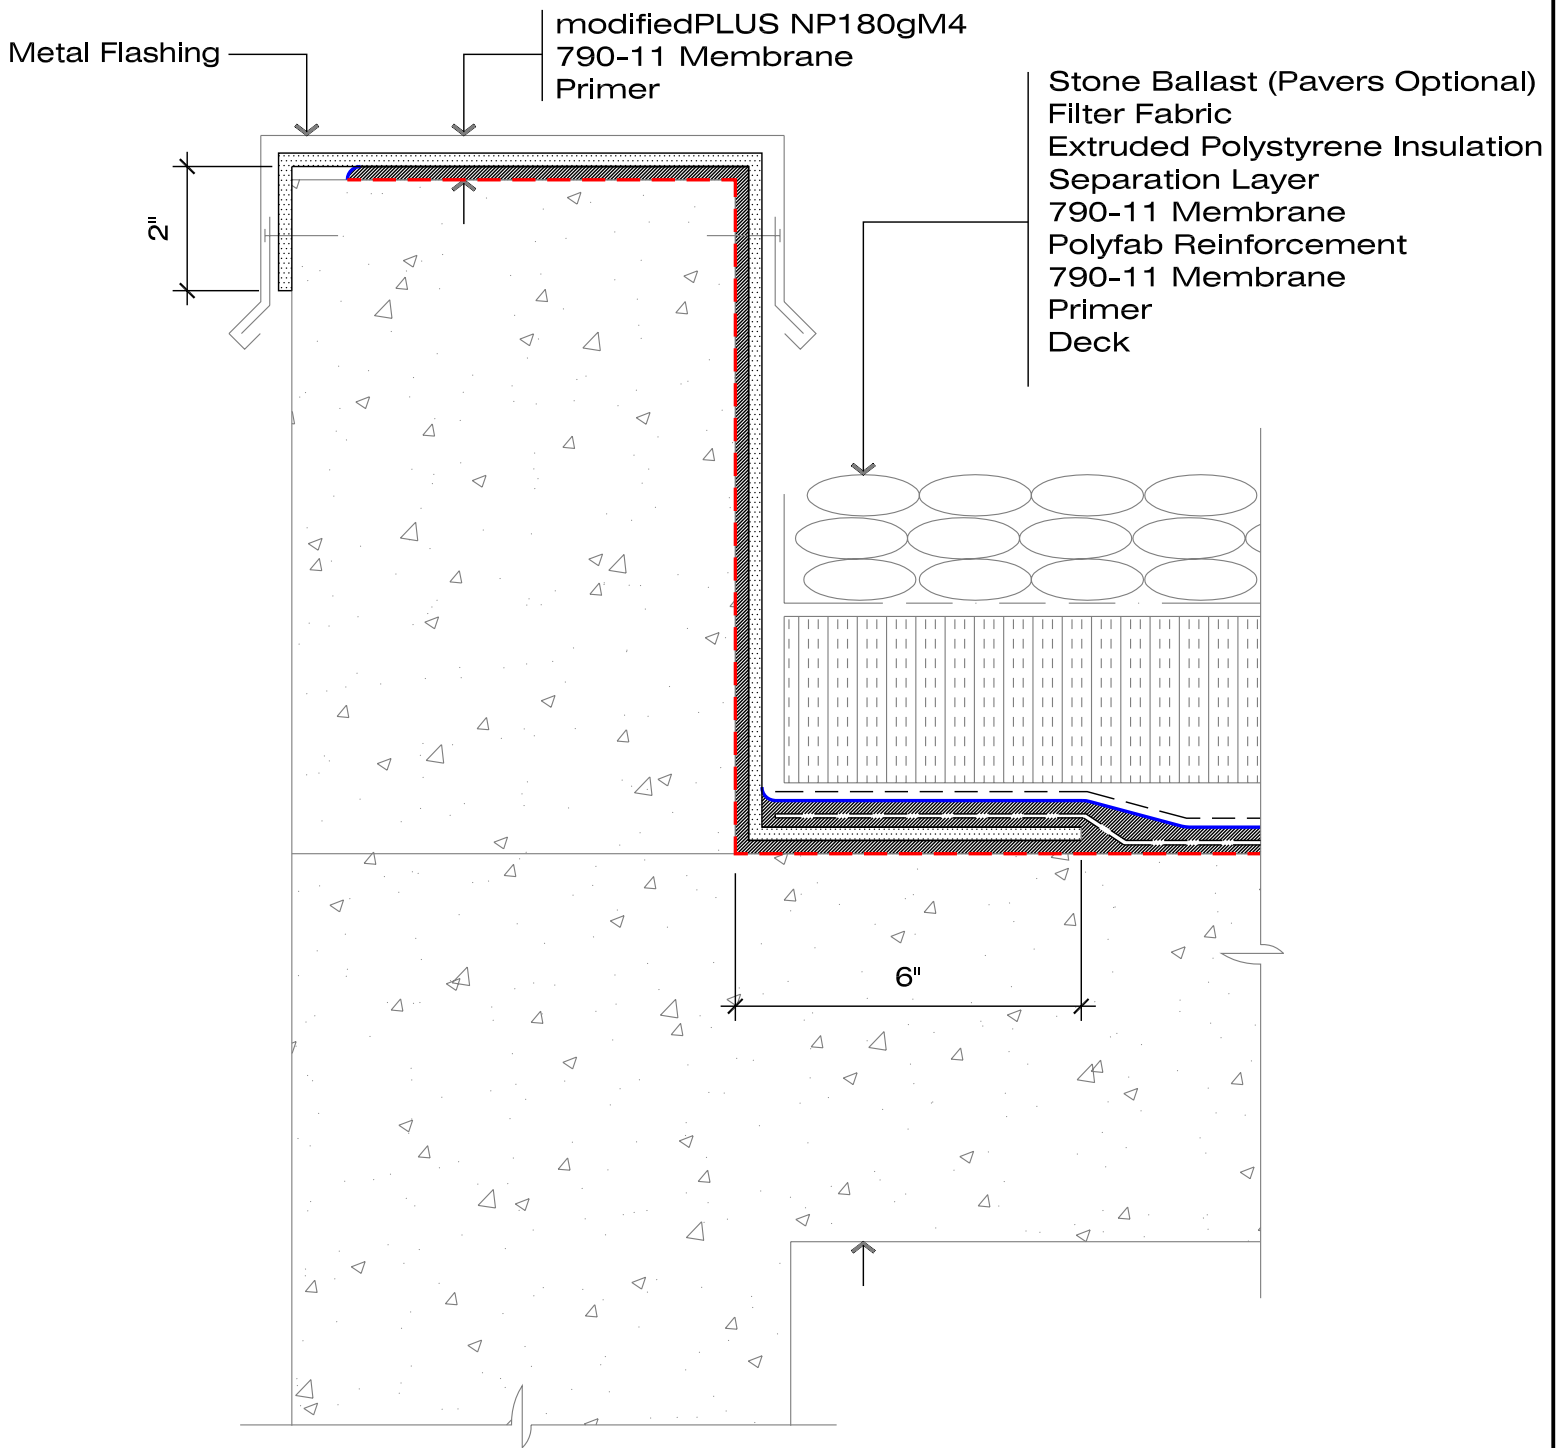 Metal Flashing
modifiedPLUS NP180gM4
790-11 Membrane
Primer
Stone Ballast (Pavers Optional)
Filter Fabric
Extruded Polystyrene Insulation
Separation Layer
790-11 Membrane
Polyfab Reinforcement
790-11 Membrane
Primer
Deck
2"
6"